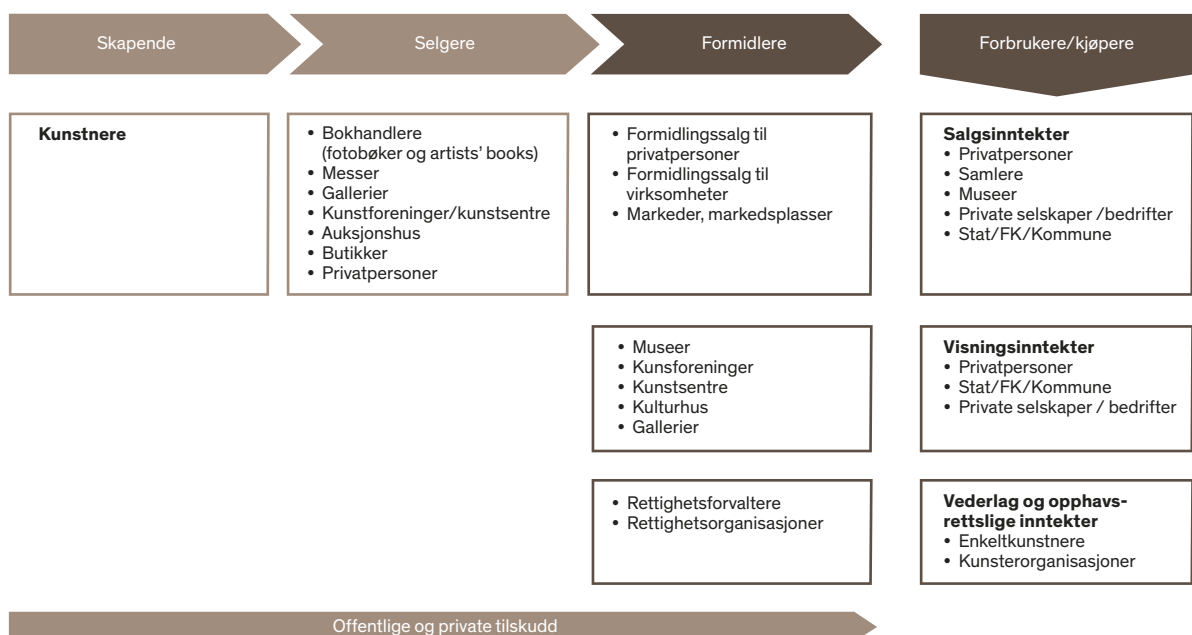 Skapende
Selgere
Formidlere
Forbrukere/kjøpere
Kunstnere
• Bokhandlere
(fotobøker og artists’ books)
• Messer
• Gallerier
• Kunstforeninger/kunstsentre
• Auksjonshus
• Butikker
• Privatpersoner
• Formidlingssalg til
privatpersoner
• Formidlingssalg til
virksomheter
• Markeder, markedsplasser
Salgsinntekter
• Privatpersoner
• Samlere
• Museer
• Private selskaper /bedrifter
• Stat/FK/Kommune
• Museer
• Kunsforeninger
• Kunstsentre
• Kulturhus
• Gallerier
Visningsinntekter
• Privatpersoner
• Stat/FK/Kommune
• Private selskaper / bedrifter
• Rettighetsforvaltere
• Rettighetsorganisasjoner
Vederlag og opphavs-
rettslige inntekter
• Enkeltkunstnere
• Kunsterorganisasjoner
Offentlige og private tilskudd